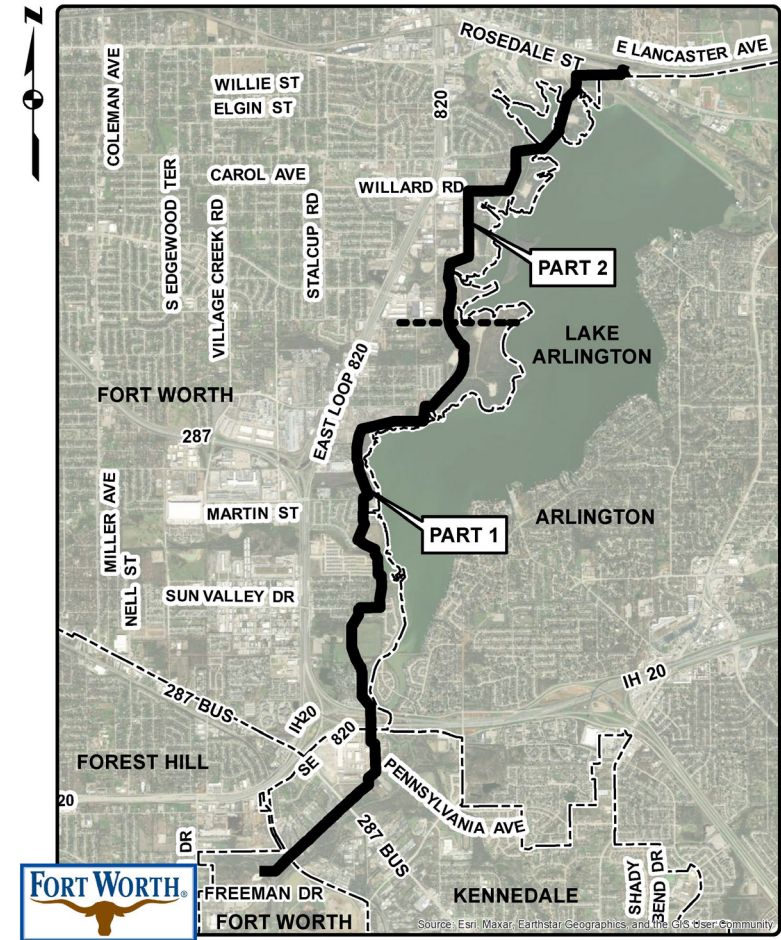 N
ROSEDALE ST
E LANCASTER AVE
COLEMAN AVE
WILLIE ST
ELGIN ST
820
S EDGEWOOD TER
CAROL AVE
VILLAGE CREEK RD
STALCUP RD
WILLARD RD
PART 2
LAKE
ARLINGTON
EAST LOOP 820
FORT WORTH
287
MILLER AVE
MARTIN ST
PART 1
ARLINGTON
NELL ST
SUN VALLEY DR
287 BUS
IH20
SE 820
IH 20
FOREST HILL
20
PENNSYLVANIA AVE
287 BUS
DR
FREEMAN DR
KENNEDALE
SHADY
BEND DR
FORT WORTH
FORT WORTH®
Source: Esri, Maxar, Earthstar Geographics, and the GIS User Community